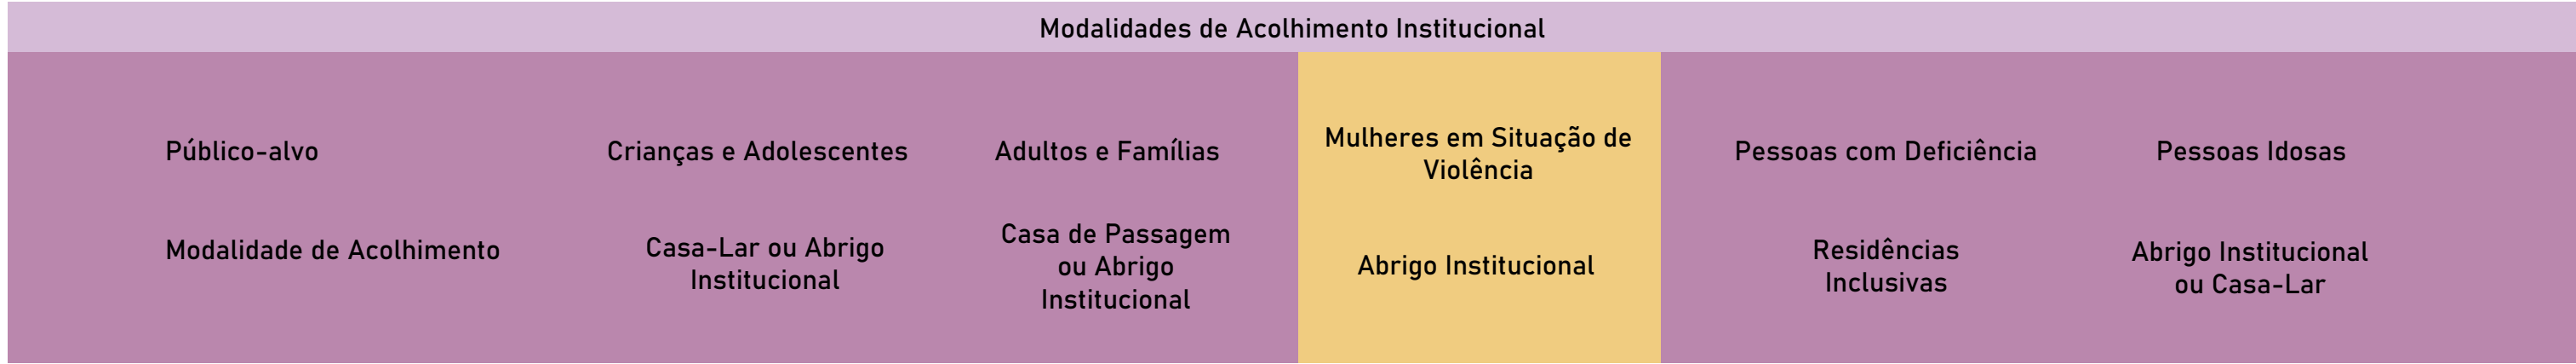 Modalidades de Acolhimento Institucional
Público-alvo
Crianças e Adolescentes
Adultos e Famílias
Mulheres em Situação de
Violência
Pessoas com Deficiência
Pessoas Idosas
Modalidade de Acolhimento
Casa-Lar ou Abrigo
Institucional
Casa de Passagem
ou Abrigo
Institucional
Abrigo Institucional
Residências
Inclusivas
Abrigo Institucional
ou Casa-Lar